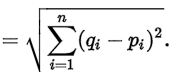 $= \sqrt{\sum_{i=1}^{n} (q_i - p_i)^2}.$